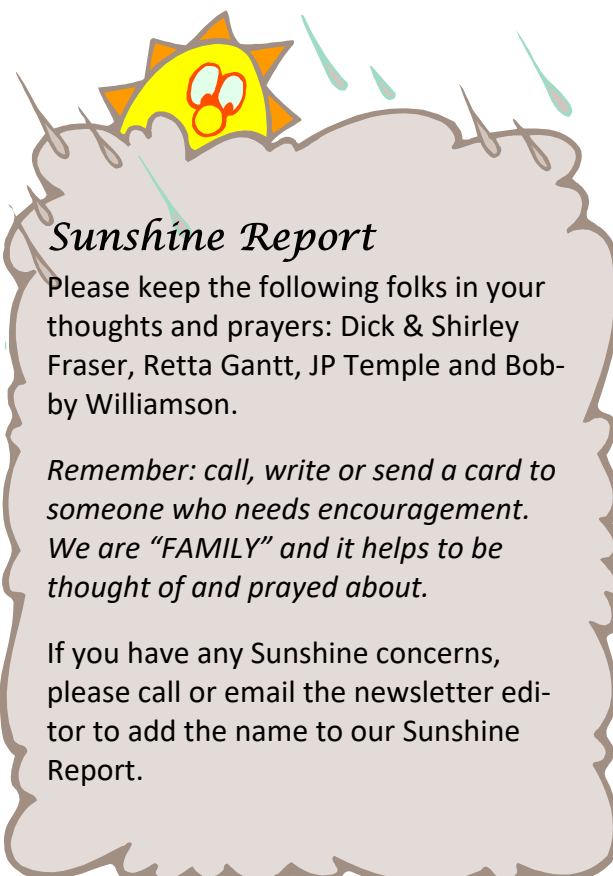 Sunshine Report
Please keep the following folks in your
thoughts and prayers: Dick & Shirley
Fraser, Retta Gantt, JP Temple and Bob-
by Williamson.
Remember: call, write or send a card to
someone who needs encouragement.
We are “FAMILY” and it helps to be
thought of and prayed about.
If you have any Sunshine concerns,
please call or email the newsletter edi-
tor to add the name to our Sunshine
Report.